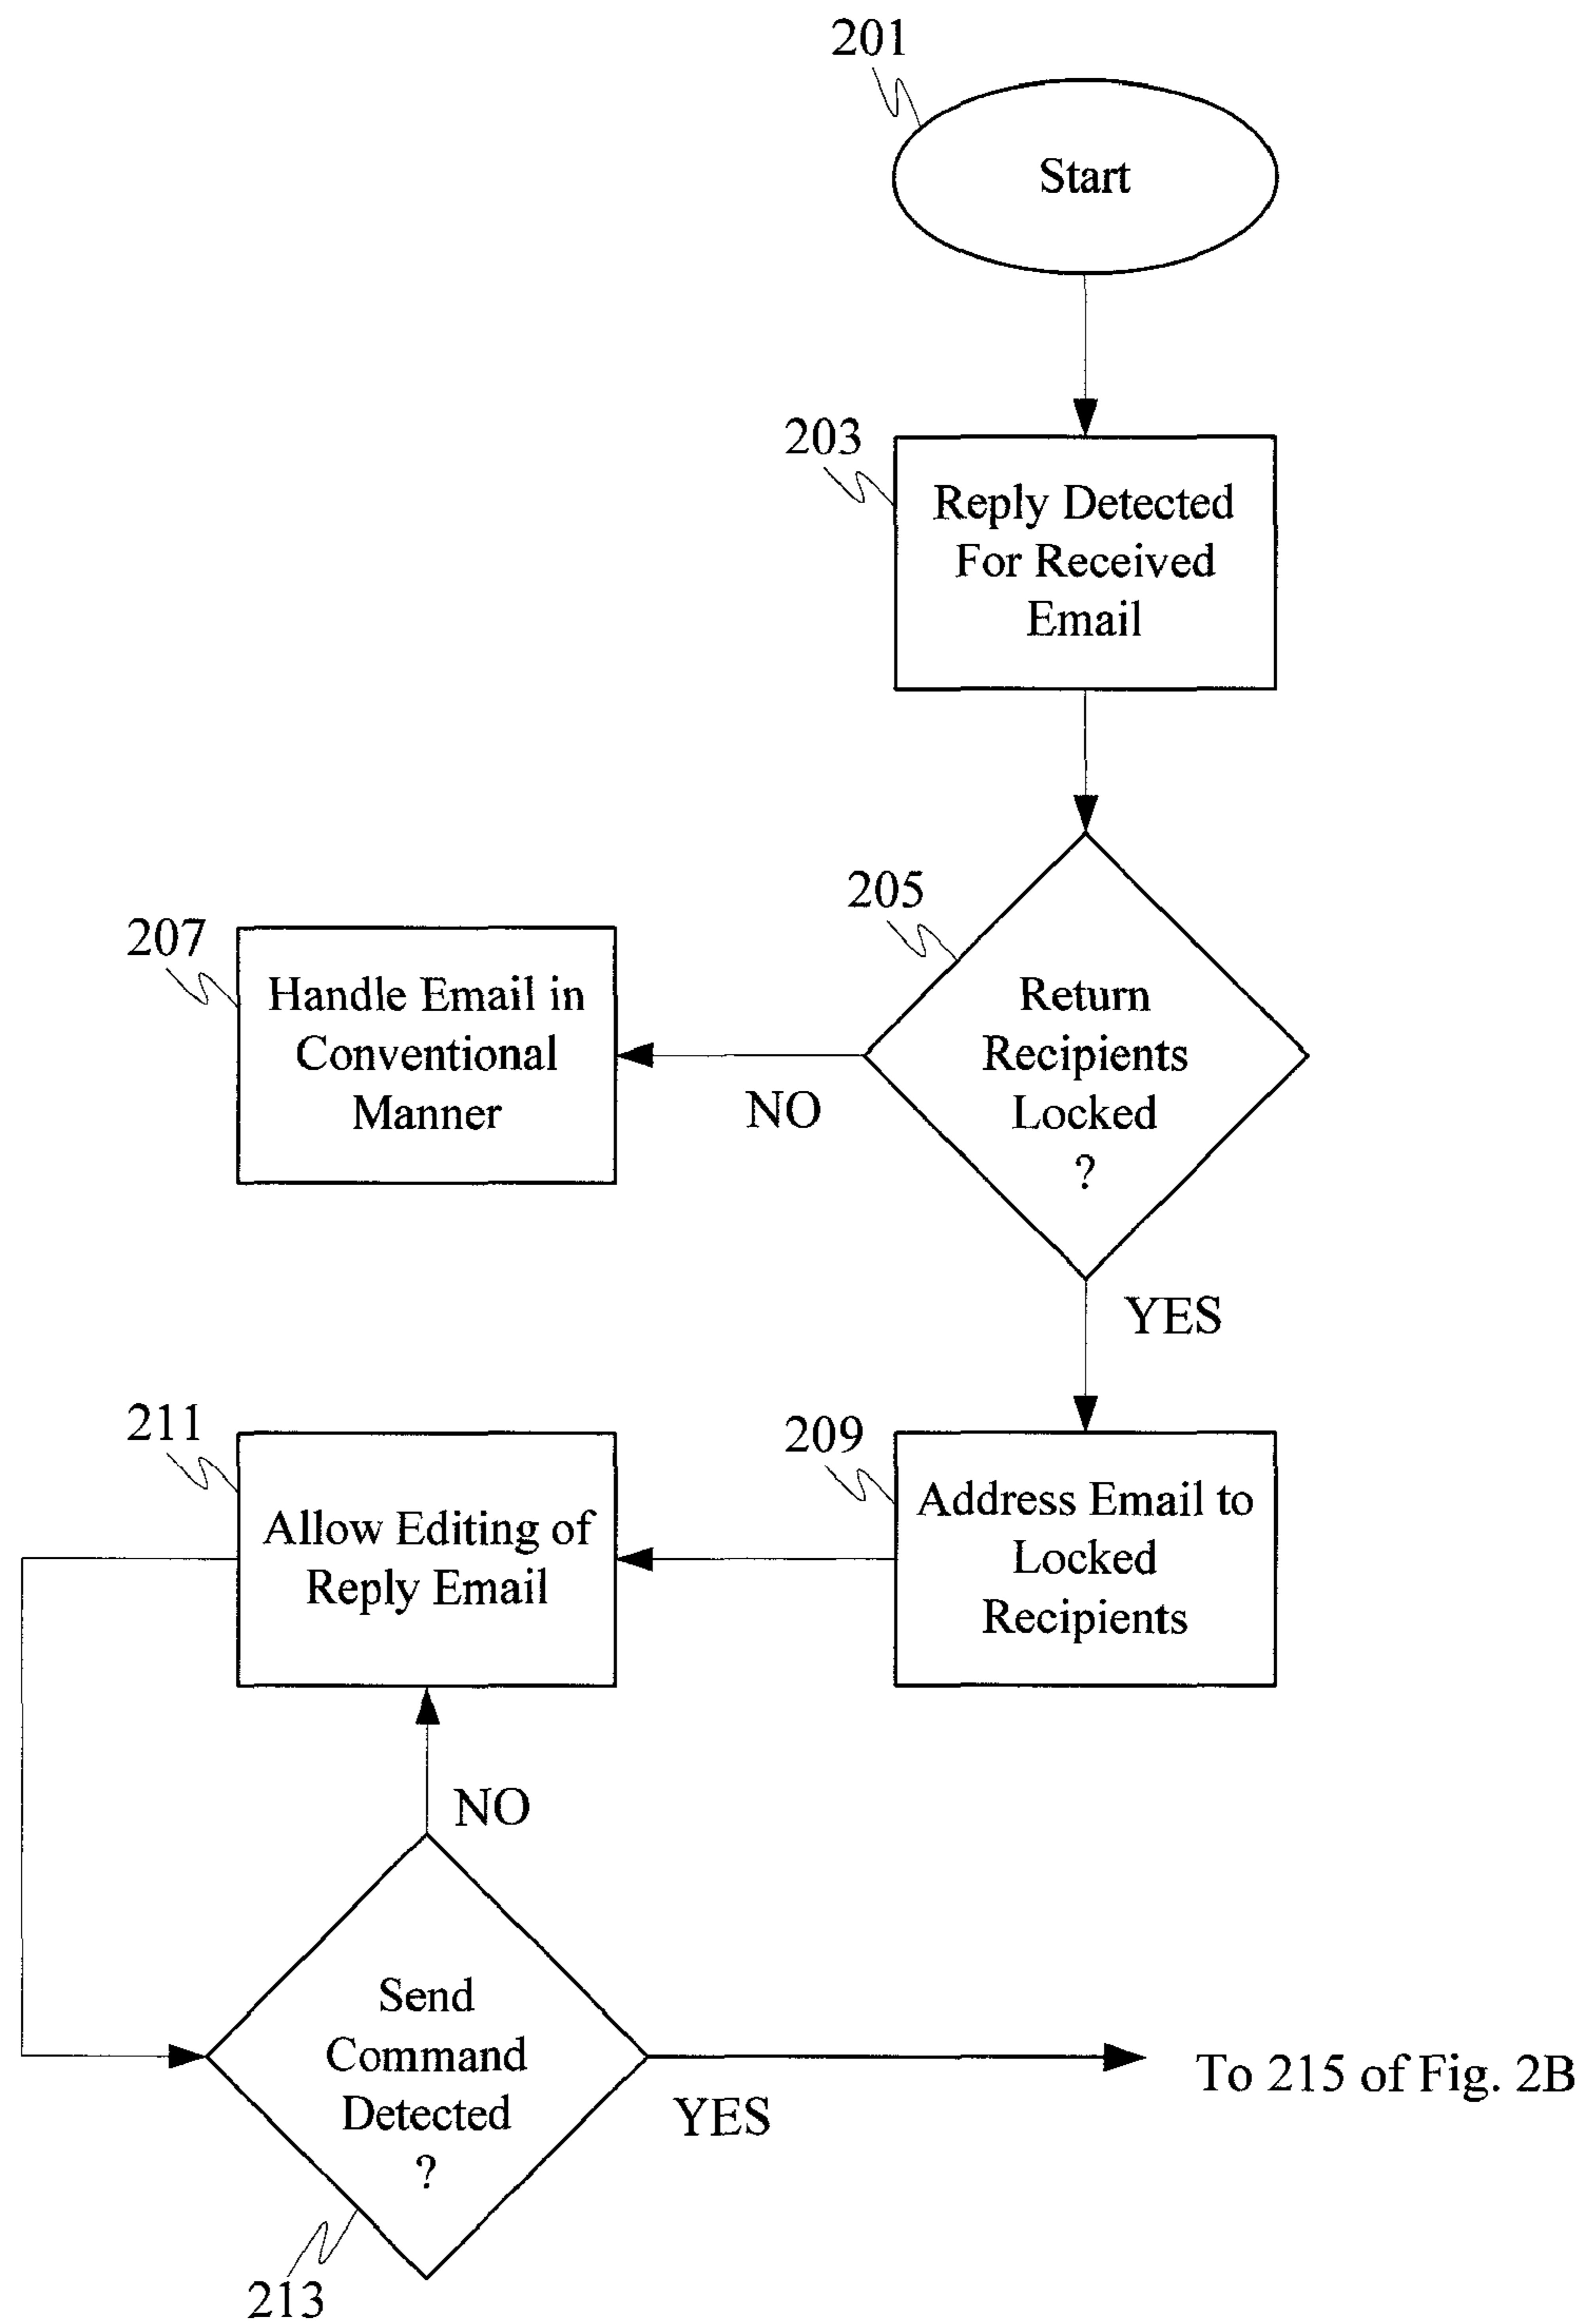 201
Start
203
Reply Detected
For Received
Email
205
Return
Recipients
Locked
?
207
Handle Email in
Conventional
Manner
NO
YES
209
Address Email to
Locked
Recipients
211
Allow Editing of
Reply Email
NO
Send
Command
Detected
?
YES
213
To 215 of Fig. 2B